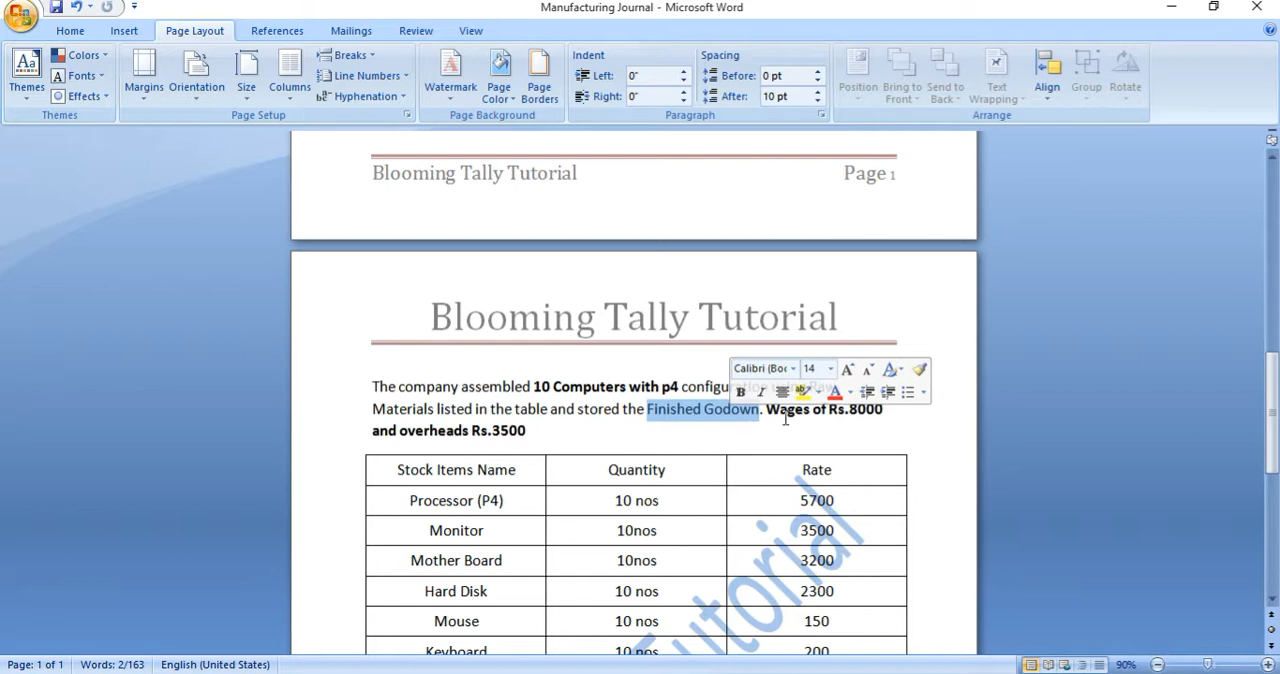 Manufacturing Journal - Microsoft Word
Home Insert Page Layout References Mailings Review View
Themes
Colors
Fonts
Effects
Themes
Margins
Orientation
Size
Columns
Breaks
Line Numbers
Hyphenation
Page Setup
Watermark
Page Color
Page Borders
Page Background
Indent
Left: 0"
Right: 0"
Spacing
Before: 0 pt
After: 10 pt
Paragraph
Position
Bring to Front
Send to Back
Text Wrapping
Align
Group
Rotate
Arrange
Blooming Tally Tutorial Page 1
Blooming Tally Tutorial
Calibri (Boc 14
The company assembled 10 Computers with p4 configuration using Raw
Materials listed in the table and stored the Finished Godown. Wages of Rs.8000
and overheads Rs.3500
Stock Items Name Quantity Rate
Processor (P4) 10 nos 5700
Monitor 10nos 3500
Mother Board 10nos 3200
Hard Disk 10 nos 2300
Mouse 10 nos 150
Keyboard 10 nos 200
Tutorial
Page: 1 of 1 Words: 2/163 English (United States) 90%